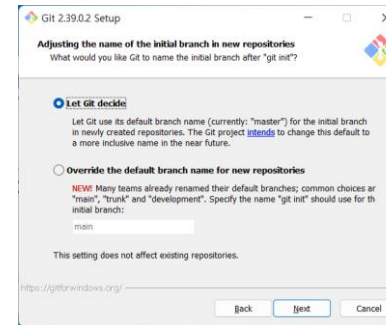 Git 2.39.0.2 Setup
Adjusting the name of the initial branch in new repositories
What would you like Git to name the initial branch after "git init"?
Let Git decide
Let Git use its default branch name (currently: "master") for the initial branch
in newly created repositories. The Git project intends to change this default to
a more inclusive name in the near future.
Override the default branch name for new repositories
NEW! Many teams already renamed their default branches; common choices ar
"main", "trunk" and "development". Specify the name "git init" should use for th
initial branch:
main
This setting does not affect existing repositories.
https://gitforwindows.org/
Back Next Cancel